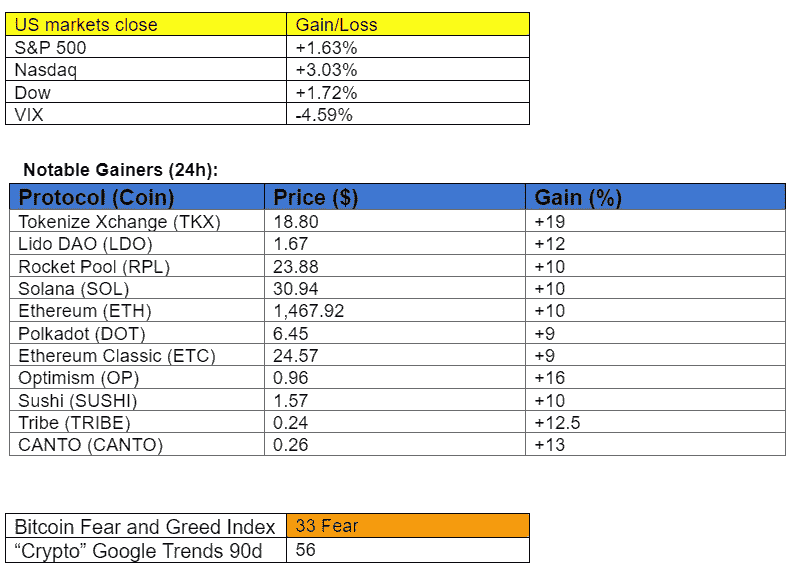 US markets close Gain/Loss
S&P 500 +1.63%
Nasdaq +3.03%
Dow +1.72%
VIX -4.59%
Notable Gainers (24h):
Protocol (Coin) Price ($) Gain (%)
Tokenize Xchange (TKX) 18.80 +19
Lido DAO (LDO) 1.67 +12
Rocket Pool (RPL) 23.88 +10
Solana (SOL) 30.94 +10
Ethereum (ETH) 1,467.92 +10
Polkadot (DOT) 6.45 +9
Ethereum Classic (ETC) 24.57 +9
Optimism (OP) 0.96 +16
Sushi (SUSHI) 1.57 +10
Tribe (TRIBE) 0.24 +12.5
CANTO (CANTO) 0.26 +13
Bitcoin Fear and Greed Index 33 Fear
“Crypto” Google Trends 90d 56